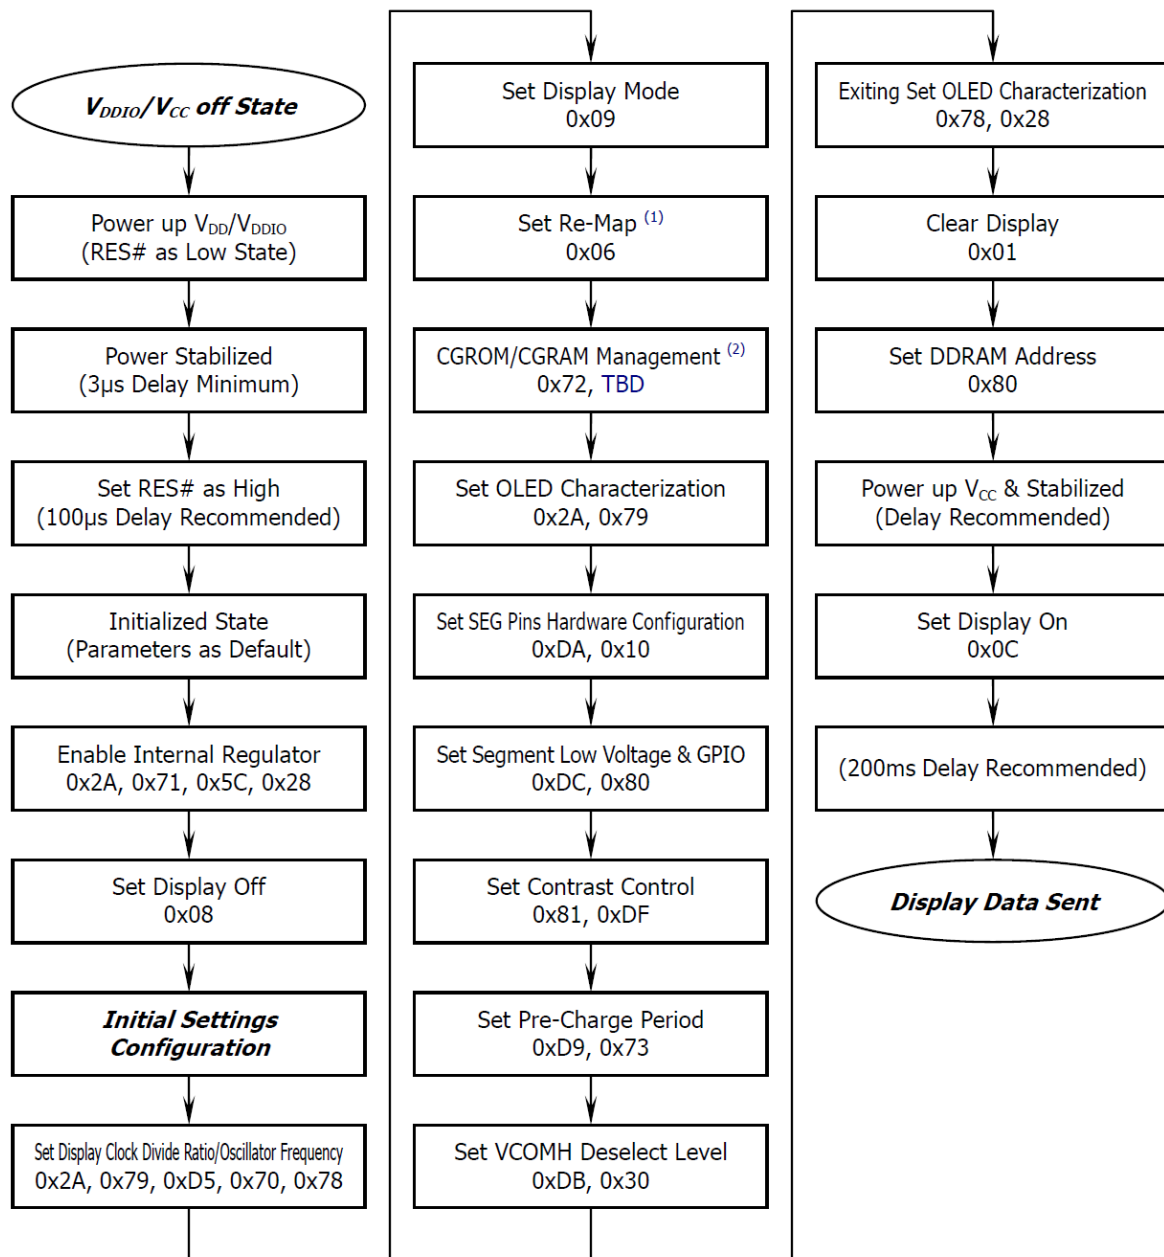 V_DDIO/V_CC off State
Power up V_DD/V_DDIO
(RES# as Low State)
Power Stabilized
(3μs Delay Minimum)
Set RES# as High
(100μs Delay Recommended)
Initialized State
(Parameters as Default)
Enable Internal Regulator
0x2A, 0x71, 0x5C, 0x28
Set Display Off
0x08
Initial Settings
Configuration
Set Display Clock Divide Ratio/Oscillator Frequency
0x2A, 0x79, 0xD5, 0x70, 0x78
Set Display Mode
0x09
Set Re-Map (1)
0x06
CGROM/CGRAM Management (2)
0x72, TBD
Set OLED Characterization
0x2A, 0x79
Set SEG Pins Hardware Configuration
0xDA, 0x10
Set Segment Low Voltage & GPIO
0xDC, 0x80
Set Contrast Control
0x81, 0xDF
Set Pre-Charge Period
0xD9, 0x73
Set VCOMH Deselect Level
0xDB, 0x30
Exiting Set OLED Characterization
0x78, 0x28
Clear Display
0x01
Set DDRAM Address
0x80
Power up V_CC & Stabilized
(Delay Recommended)
Set Display On
0x0C
(200ms Delay Recommended)
Display Data Sent